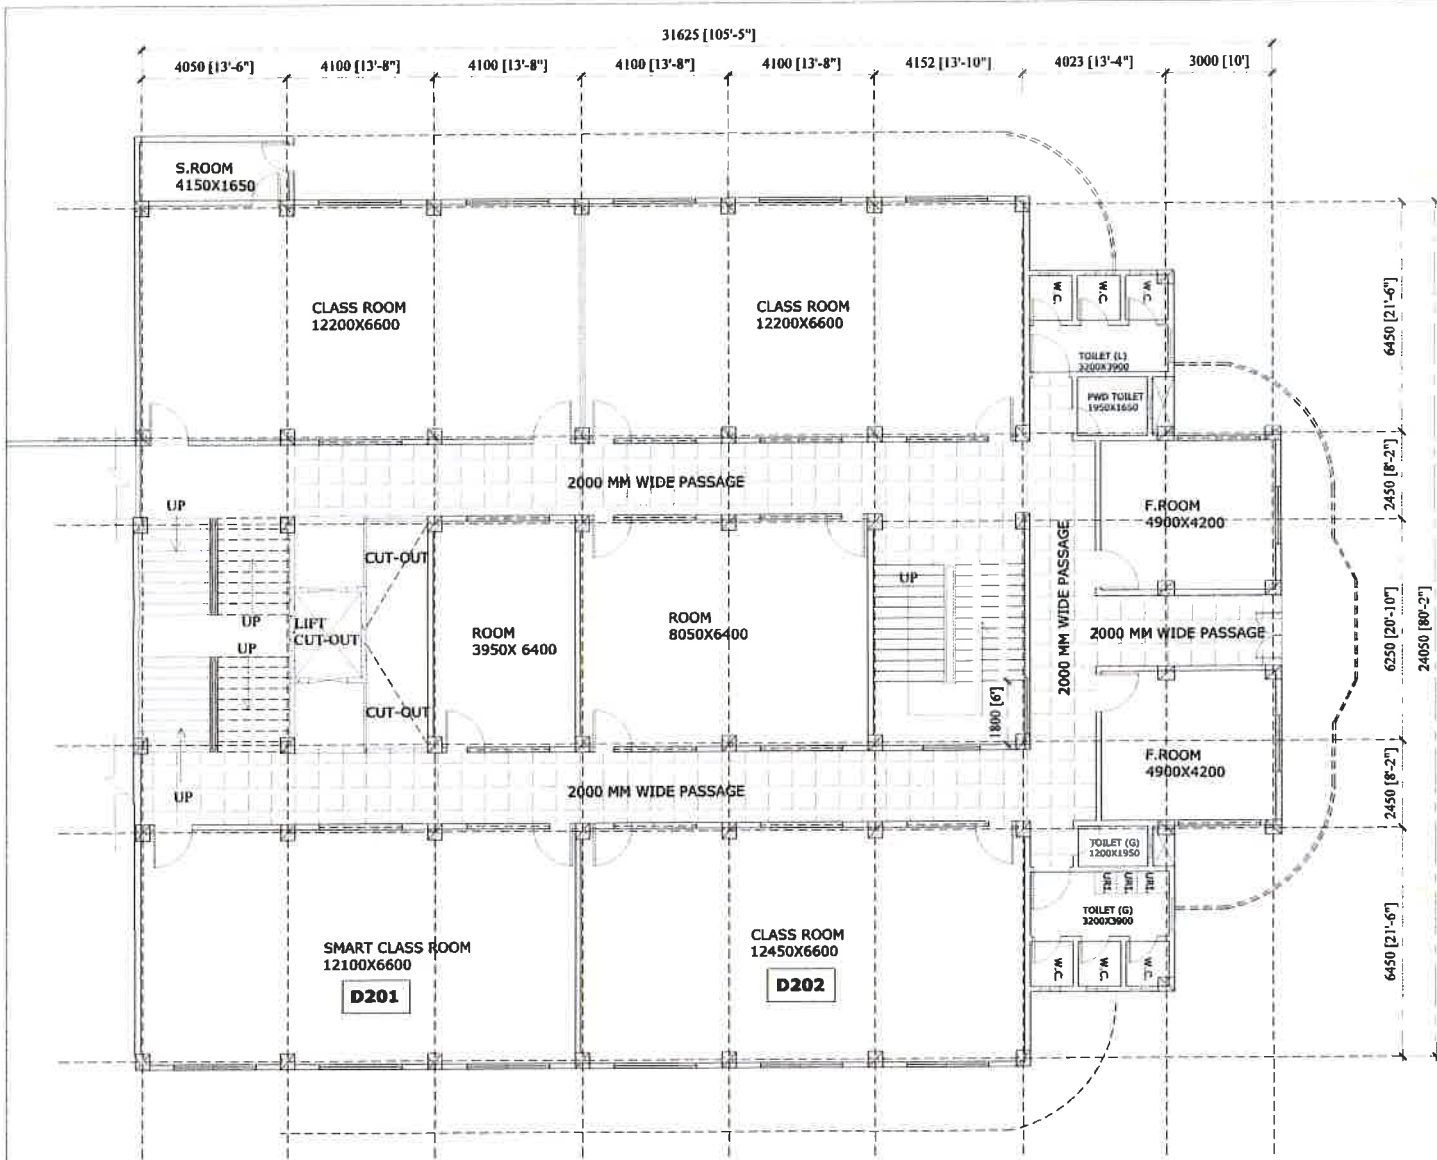 31625 [105'-5"]
4050 [13'-6"] 4100 [13'-8"] 4100 [13'-8"] 4100 [13'-8"] 4100 [13'-8"] 4152 [13'-10"] 4023 [13'-4"] 3000 [10']
S.ROOM
4150X1650
CLASS ROOM
12200X6600
CLASS ROOM
12200X6600
W.C. W.C. W.C.
TOILET (L)
3200X3900
PWD TOILET
1950X1650
6450 [21'-6"]
2000 MM WIDE PASSAGE
2450 [8'-2"]
UP
F.ROOM
4900X4200
CUT-OUT
UP
2000 MM WIDE PASSAGE
UP
LIFT
CUT-OUT
UP
ROOM
3950X 6400
ROOM
8050X6400
2000 MM WIDE PASSAGE
6250 [20'-10"]
24050 [80'-2"]
CUT-OUT
1800 [6']
F.ROOM
4900X4200
UP
2000 MM WIDE PASSAGE
2450 [8'-2"]
TOILET (G)
1200X1950
URI. URI. URI.
TOILET (G)
3200X3900
SMART CLASS ROOM
12100X6600
D201
CLASS ROOM
12450X6600
D202
W.C. W.C. W.C.
6450 [21'-6"]